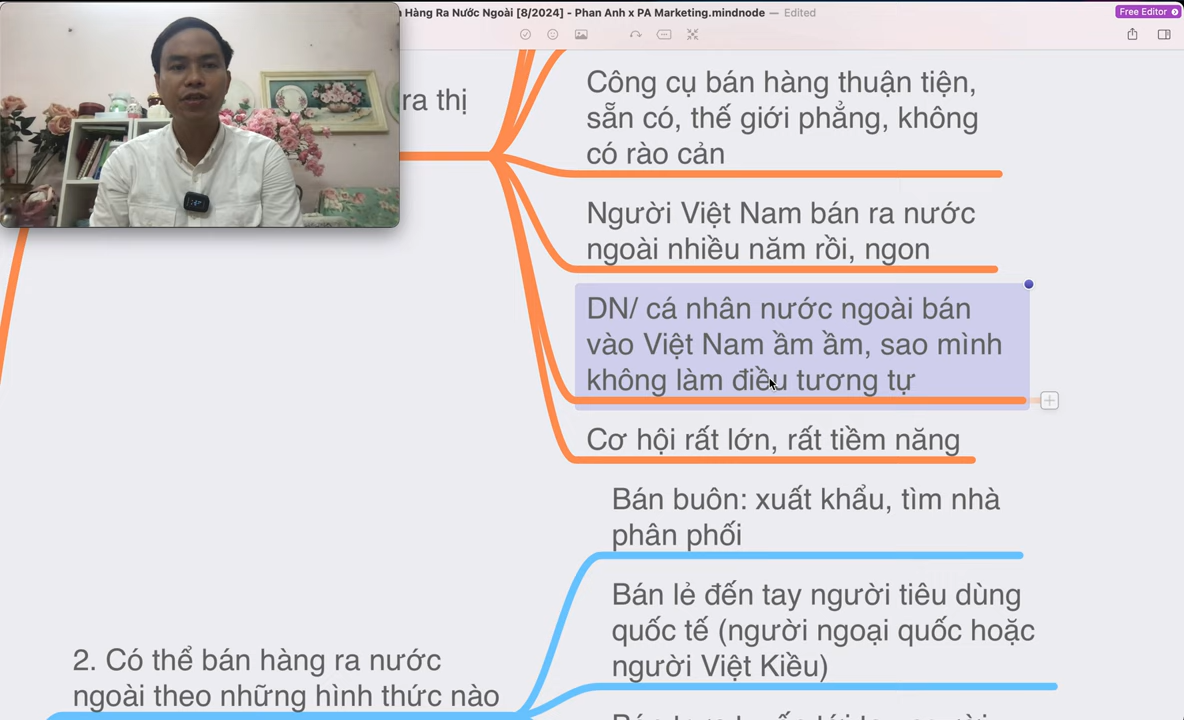 n Hàng Ra Nước Ngoài [8/2024] - Phan Anh x PA Marketing.mindnode — Edited
Free Editor
ra thị
Công cụ bán hàng thuận tiện,
sẵn có, thế giới phẳng, không
có rào cản
Người Việt Nam bán ra nước
ngoài nhiều năm rồi, ngon
DN/ cá nhân nước ngoài bán
vào Việt Nam ầm ầm, sao mình
không làm điều tương tự
Cơ hội rất lớn, rất tiềm năng
Bán buôn: xuất khẩu, tìm nhà
phân phối
Bán lẻ đến tay người tiêu dùng
quốc tế (người ngoại quốc hoặc
người Việt Kiều)
2. Có thể bán hàng ra nước
ngoài theo những hình thức nào